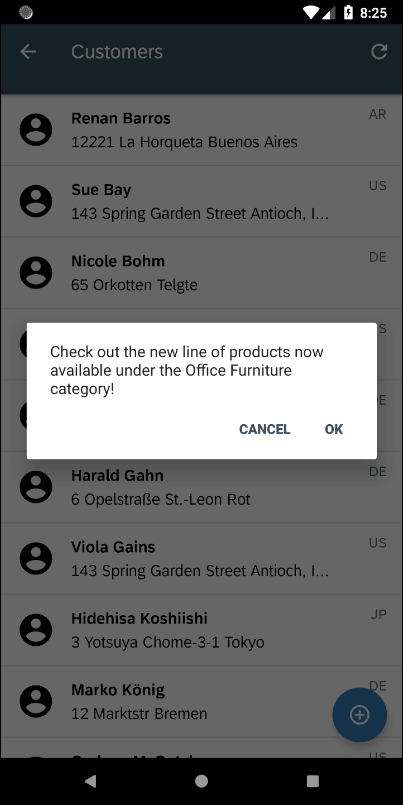 8:25
Customers
Renan Barros
AR
12221 La Horqueta Buenos Aires
Sue Bay
US
143 Spring Garden Street Antioch, I...
Nicole Bohm
DE
65 Orkotten Telgte
Check out the new line of products now
available under the Office Furniture
category!
CANCEL OK
Harald Gahn
DE
6 Opelstraße St.-Leon Rot
Viola Gains
US
143 Spring Garden Street Antioch, I...
Hidehisa Koshiishi
JP
3 Yotsuya Chome-3-1 Tokyo
Marko König
DE
12 Marktstr Bremen